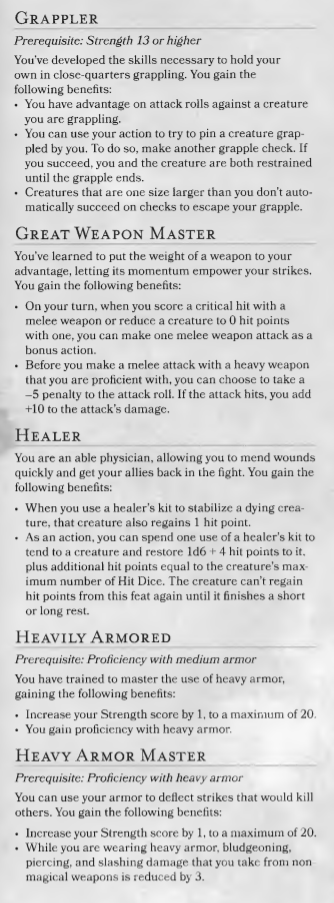 GRAPPLER
Prerequisite: Strength 13 or higher
You've developed the skills necessary to hold your
own in close-quarters grappling. You gain the
following benefits:
• You have advantage on attack rolls against a creature
you are grappling.
• You can use your action to try to pin a creature grap-
pled by you. To do so, make another grapple check. If
you succeed, you and the creature are both restrained
until the grapple ends.
• Creatures that are one size larger than you don't auto-
matically succeed on checks to escape your grapple.
GREAT WEAPON MASTER
You've learned to put the weight of a weapon to your
advantage, letting its momentum empower your strikes.
You gain the following benefits:
• On your turn, when you score a critical hit with a
melee weapon or reduce a creature to 0 hit points
with one, you can make one melee weapon attack as a
bonus action.
• Before you make a melee attack with a heavy weapon
that you are proficient with, you can choose to take a
–5 penalty to the attack roll. If the attack hits, you add
+10 to the attack's damage.
HEALER
You are an able physician, allowing you to mend wounds
quickly and get your allies back in the fight. You gain the
following benefits:
• When you use a healer's kit to stabilize a dying crea-
ture, that creature also regains 1 hit point.
• As an action, you can spend one use of a healer's kit to
tend to a creature and restore 1d6 + 4 hit points to it,
plus additional hit points equal to the creature's max-
imum number of Hit Dice. The creature can't regain
hit points from this feat again until it finishes a short
or long rest.
HEAVILY ARMORED
Prerequisite: Proficiency with medium armor
You have trained to master the use of heavy armor,
gaining the following benefits:
• Increase your Strength score by 1, to a maximum of 20.
• You gain proficiency with heavy armor.
HEAVY ARMOR MASTER
Prerequisite: Proficiency with heavy armor
You can use your armor to deflect strikes that would kill
others. You gain the following benefits:
• Increase your Strength score by 1, to a maximum of 20.
• While you are wearing heavy armor, bludgeoning,
piercing, and slashing damage that you take from non
magical weapons is reduced by 3.